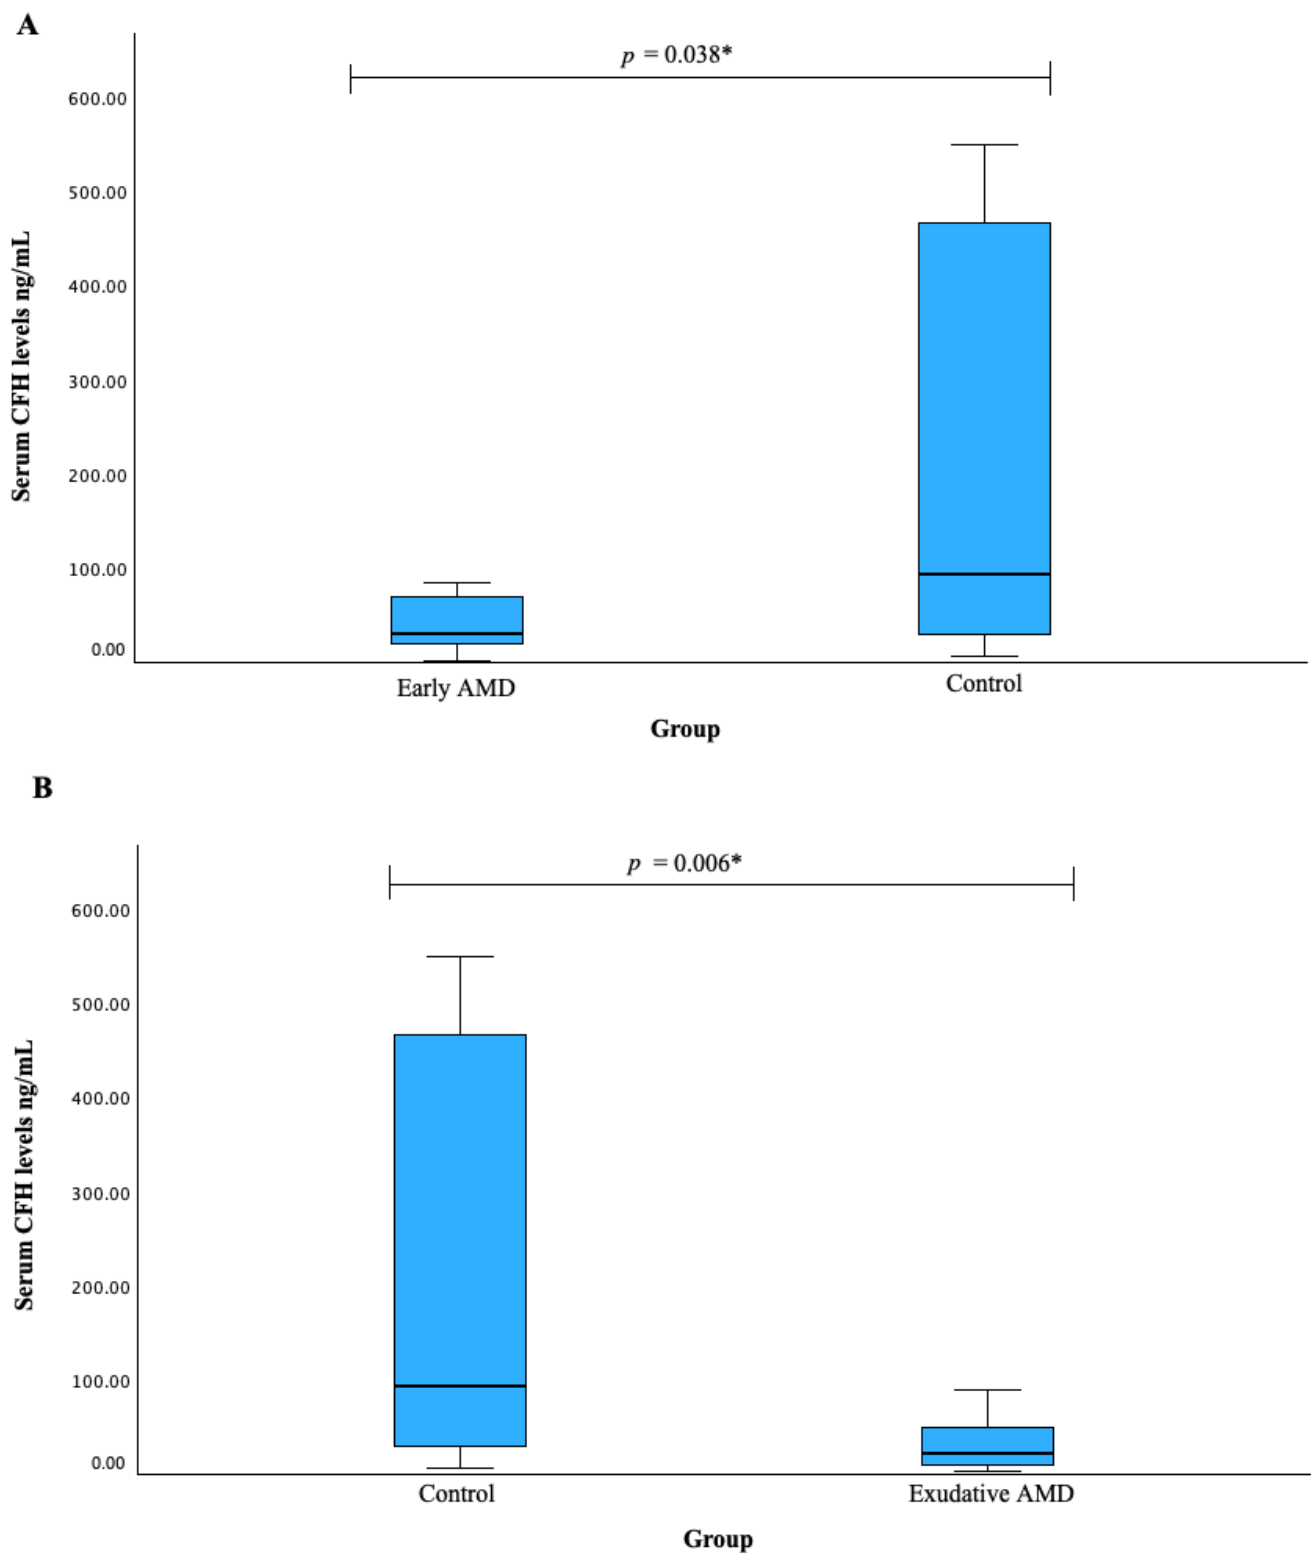 A
p = 0.038*
600.00
500.00
400.00
300.00
200.00
100.00
0.00
Serum CFH levels ng/mL
Early AMD
Control
Group
B
p = 0.006*
600.00
500.00
400.00
300.00
200.00
100.00
0.00
Serum CFH levels ng/mL
Control
Exudative AMD
Group